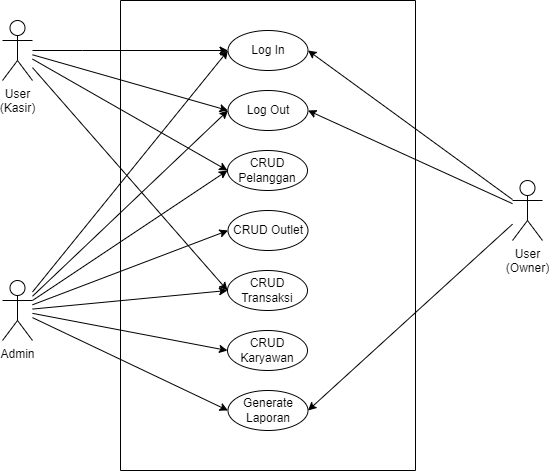 Log In
User
(Kasir)
Log Out
CRUD
Pelanggan
CRUD Outlet
User
(Owner)
CRUD
Transaksi
Admin
CRUD
Karyawan
Generate
Laporan